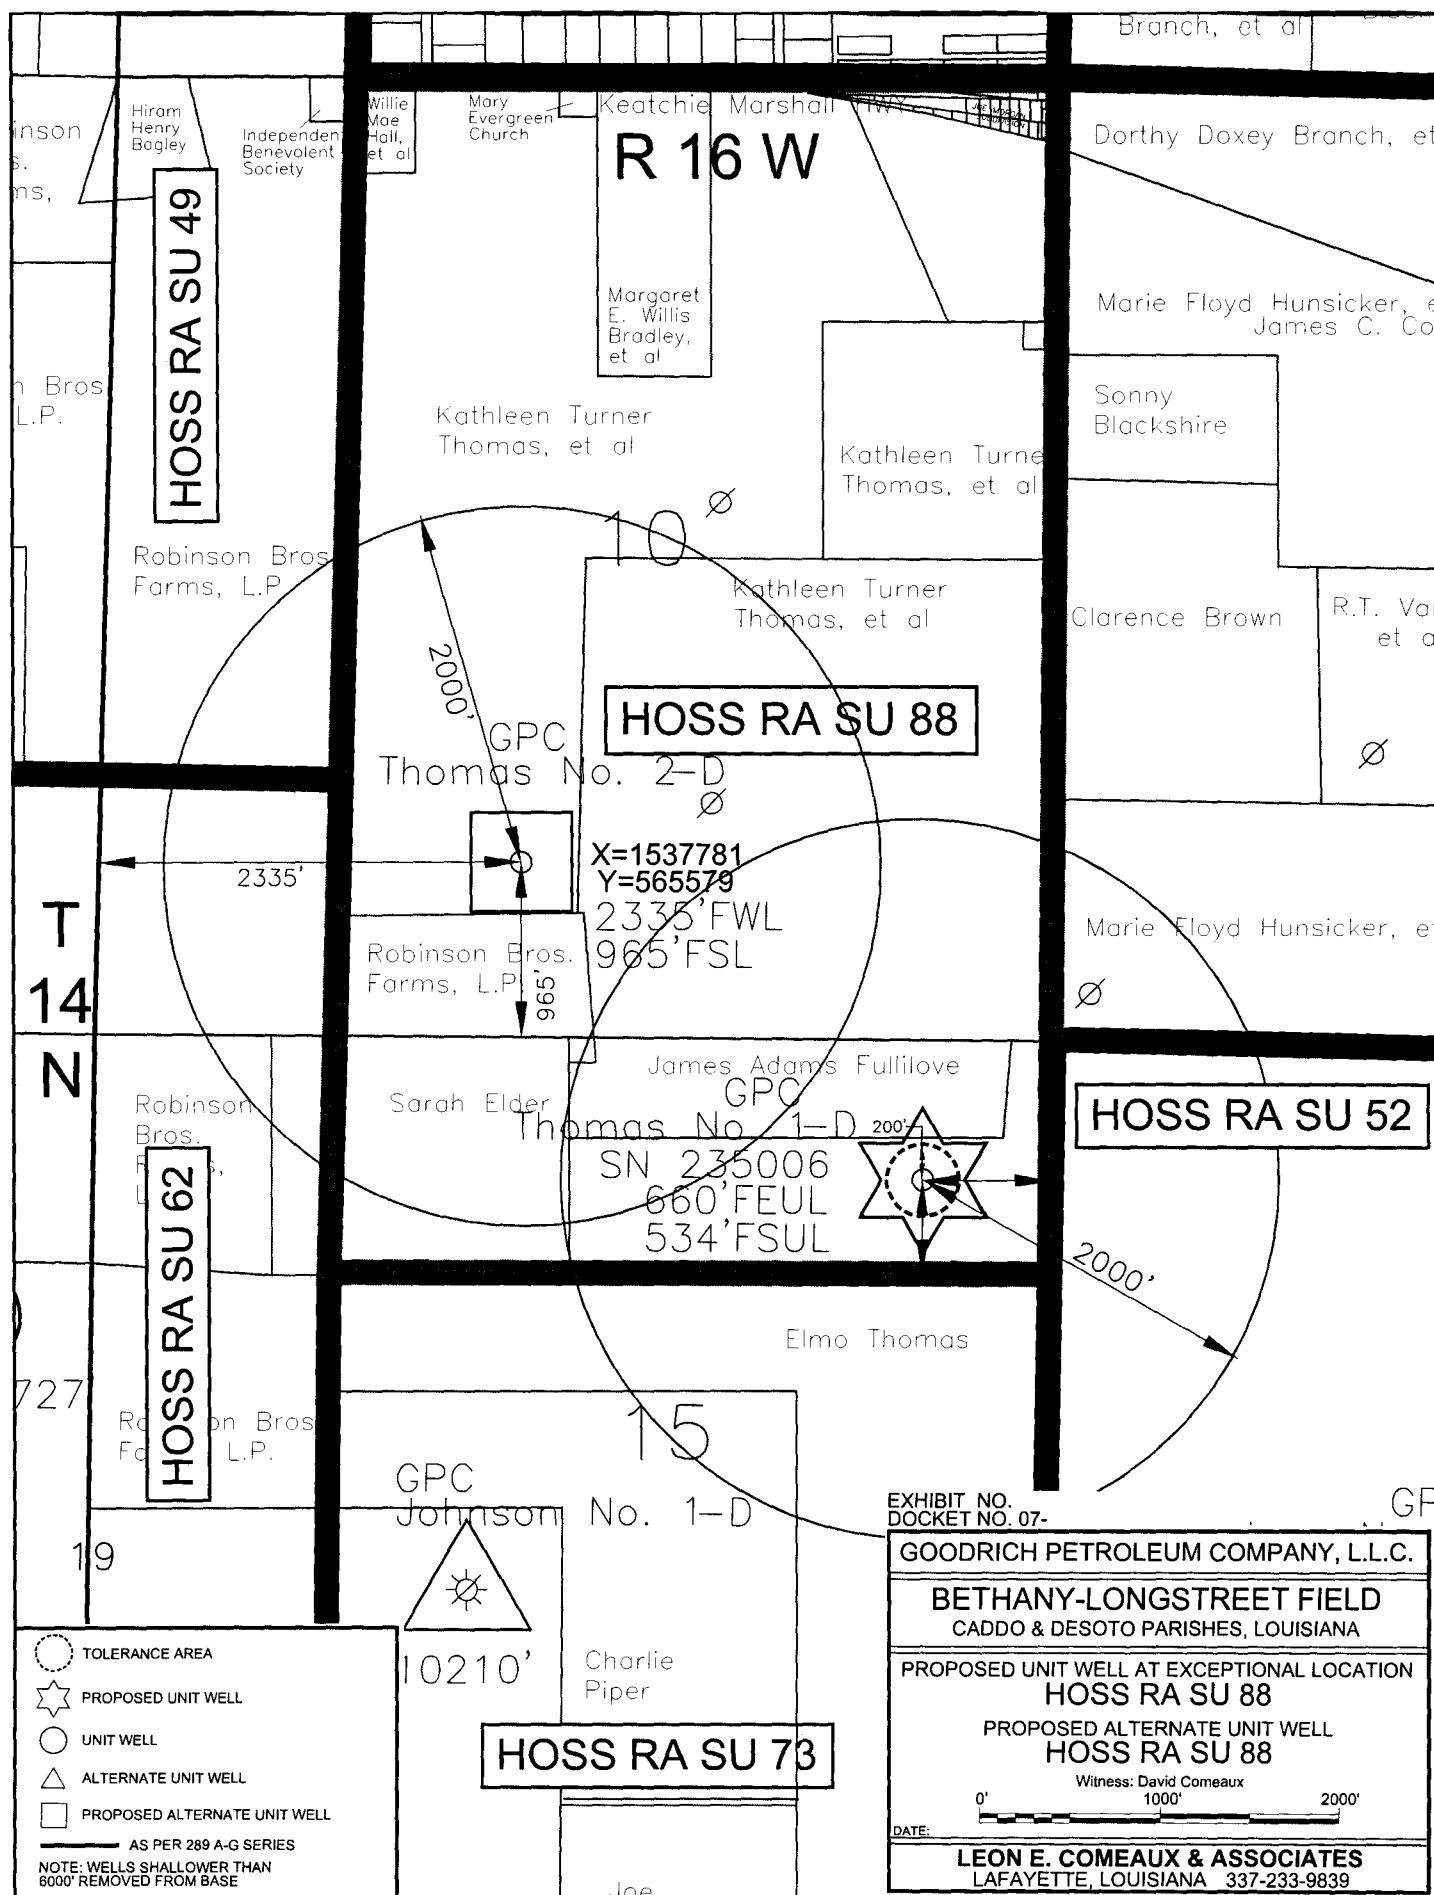 Branch, et al
Hiram
Henry
Bagley
Independent
Benevolent
Society
Willie
Mae
Hall,
et al
Mary
Evergreen
Church
Keatchie Marshall HWY.
R 16 W
Dorthy Doxey Branch, et
inson
s.
ms,
HOSS RA SU 49
Margaret
E. Willis
Bradley,
et al
Marie Floyd Hunsicker, e
James C. Co
n Bros
L.P.
Kathleen Turner
Thomas, et al
Kathleen Turne
Thomas, et al
Sonny
Blackshire
10
Robinson Bros
Farms, L.P
Kathleen Turner
Thomas, et al
Clarence Brown
R.T. Va
et a
2000'
HOSS RA SU 88
GPC
Thomas No. 2-D
X=1537781
Y=565579
2335'FWL
965'FSL
2335'
965'
T
14
N
Robinson Bros.
Farms, L.P
Marie Floyd Hunsicker, et
James Adams Fullilove
Sarah Elder
GPC
Thomas No. 1-D
200'
SN 235006
660'FEUL
534'FSUL
HOSS RA SU 52
Robinson
Bros.
HOSS RA SU 62
2000'
Elmo Thomas
727
on Bros
L.P.
15
GPC
Johnson No. 1-D
19
10210'
Charlie
Piper
HOSS RA SU 73
Joe
GP
TOLERANCE AREA
PROPOSED UNIT WELL
UNIT WELL
ALTERNATE UNIT WELL
PROPOSED ALTERNATE UNIT WELL
AS PER 289 A-G SERIES
NOTE: WELLS SHALLOWER THAN
6000' REMOVED FROM BASE
EXHIBIT NO.
DOCKET NO. 07-
GOODRICH PETROLEUM COMPANY, L.L.C.
BETHANY-LONGSTREET FIELD
CADDO & DESOTO PARISHES, LOUISIANA
PROPOSED UNIT WELL AT EXCEPTIONAL LOCATION
HOSS RA SU 88
PROPOSED ALTERNATE UNIT WELL
HOSS RA SU 88
Witness: David Comeaux
0' 1000' 2000'
DATE:
LEON E. COMEAUX & ASSOCIATES
LAFAYETTE, LOUISIANA 337-233-9839